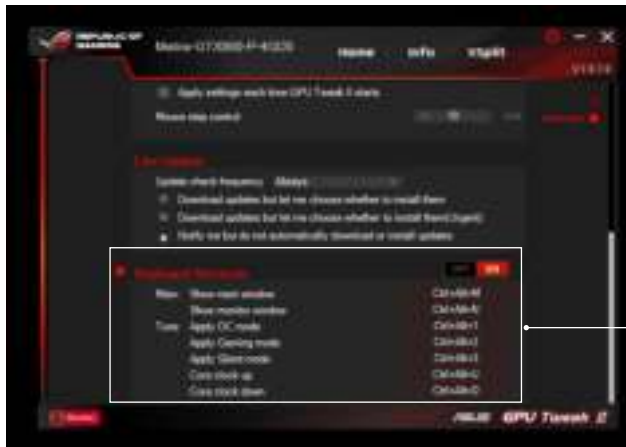 REPUBLIC OF
GAMERS
Home Info VSplit
Apply settings each time GPU Tweak II starts
Mouse step control
Live Update
Update check frequency Always
Download updates but let me choose whether to install them
Download updates but let me choose whether to install them(Urgent)
Notify me but do not automatically download or install updates
Keyboard Shortcuts
OFF ON
Main Show main window Ctrl+Alt+M
Show monitor window Ctrl+Alt+N
Tune Apply OC mode Ctrl+Alt+1
Apply Gaming mode Ctrl+Alt+2
Apply Silent mode Ctrl+Alt+3
Core clock up Ctrl+Alt+U
Core clock down Ctrl+Alt+D
ASUS GPU Tweak II